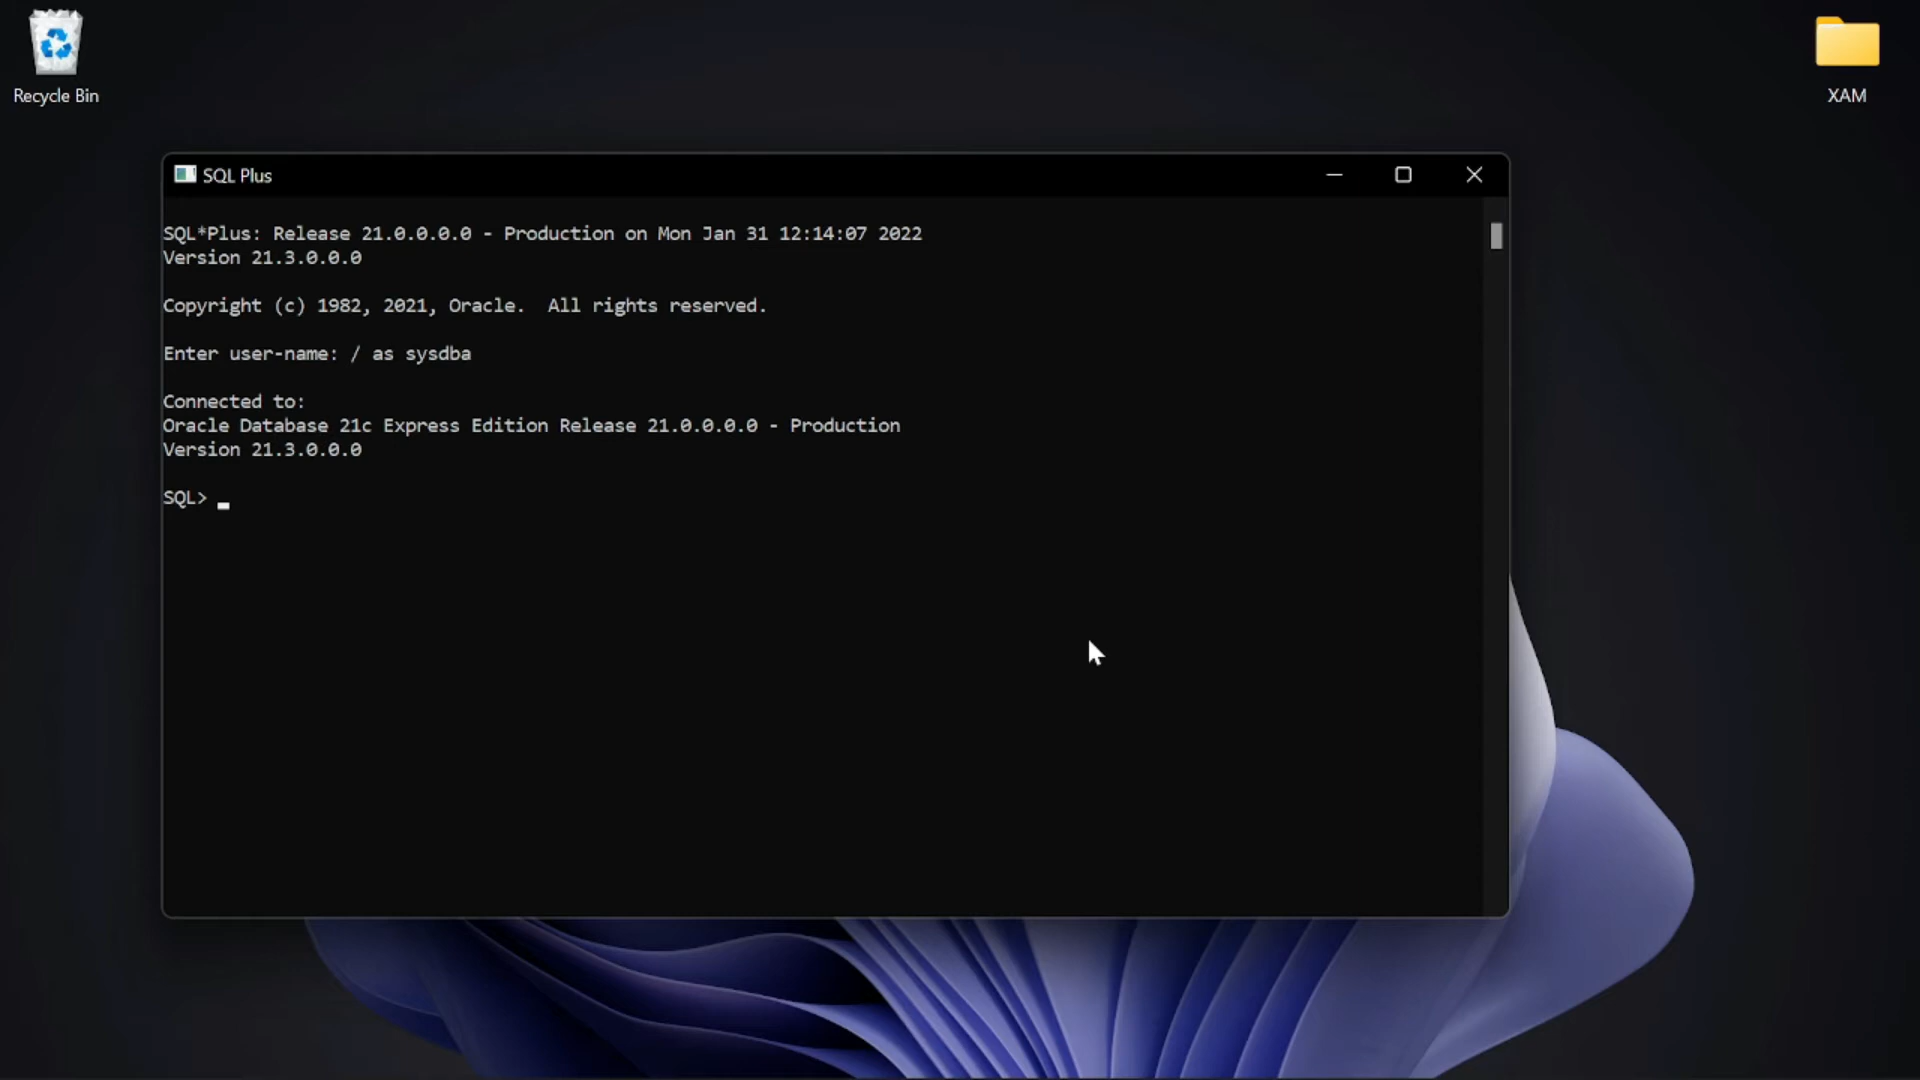 Recycle Bin
XAM
SQL Plus
SQL*Plus: Release 21.0.0.0.0 - Production on Mon Jan 31 12:14:07 2022
Version 21.3.0.0.0
Copyright (c) 1982, 2021, Oracle.  All rights reserved.
Enter user-name: / as sysdba
Connected to:
Oracle Database 21c Express Edition Release 21.0.0.0.0 - Production
Version 21.3.0.0.0
SQL>